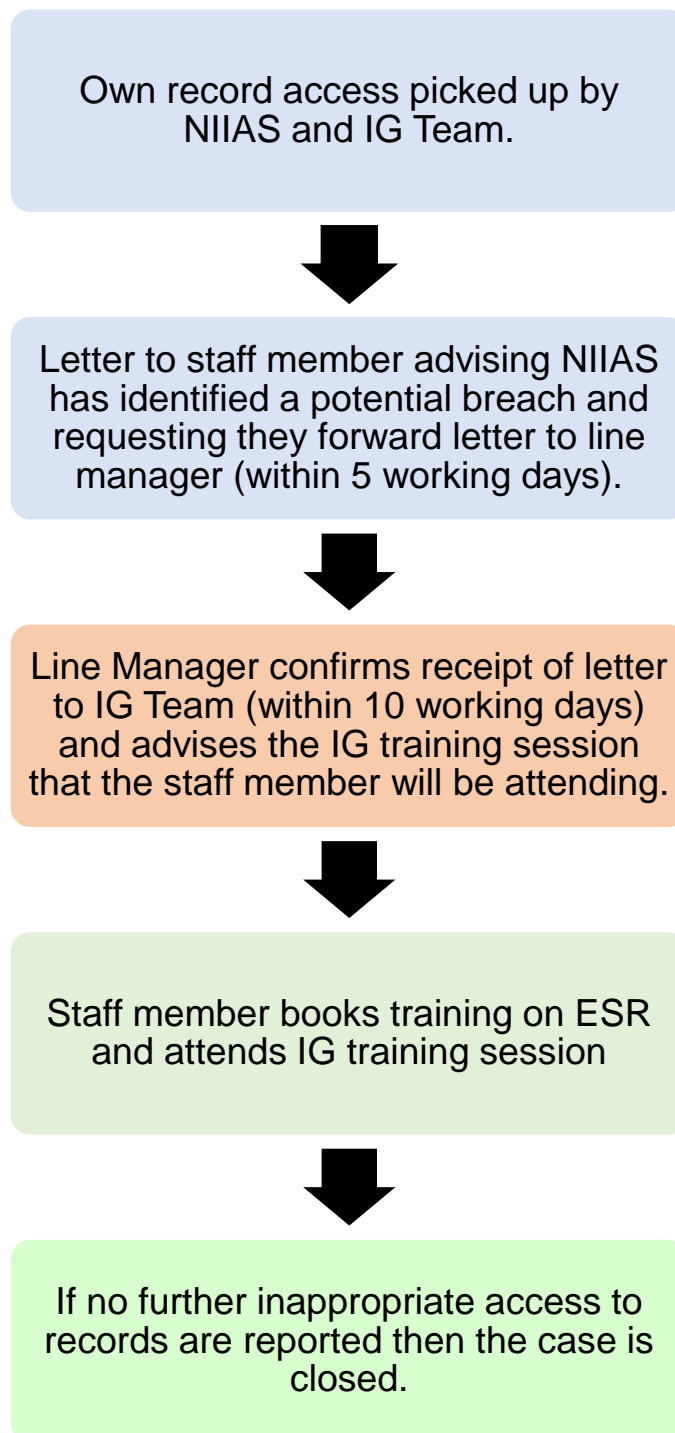 Own record access picked up by
NIIAS and IG Team.
Letter to staff member advising NIIAS
has identified a potential breach and
requesting they forward letter to line
manager (within 5 working days).
Line Manager confirms receipt of letter
to IG Team (within 10 working days)
and advises the IG training session
that the staff member will be attending.
Staff member books training on ESR
and attends IG training session
If no further inappropriate access to
records are reported then the case is
closed.